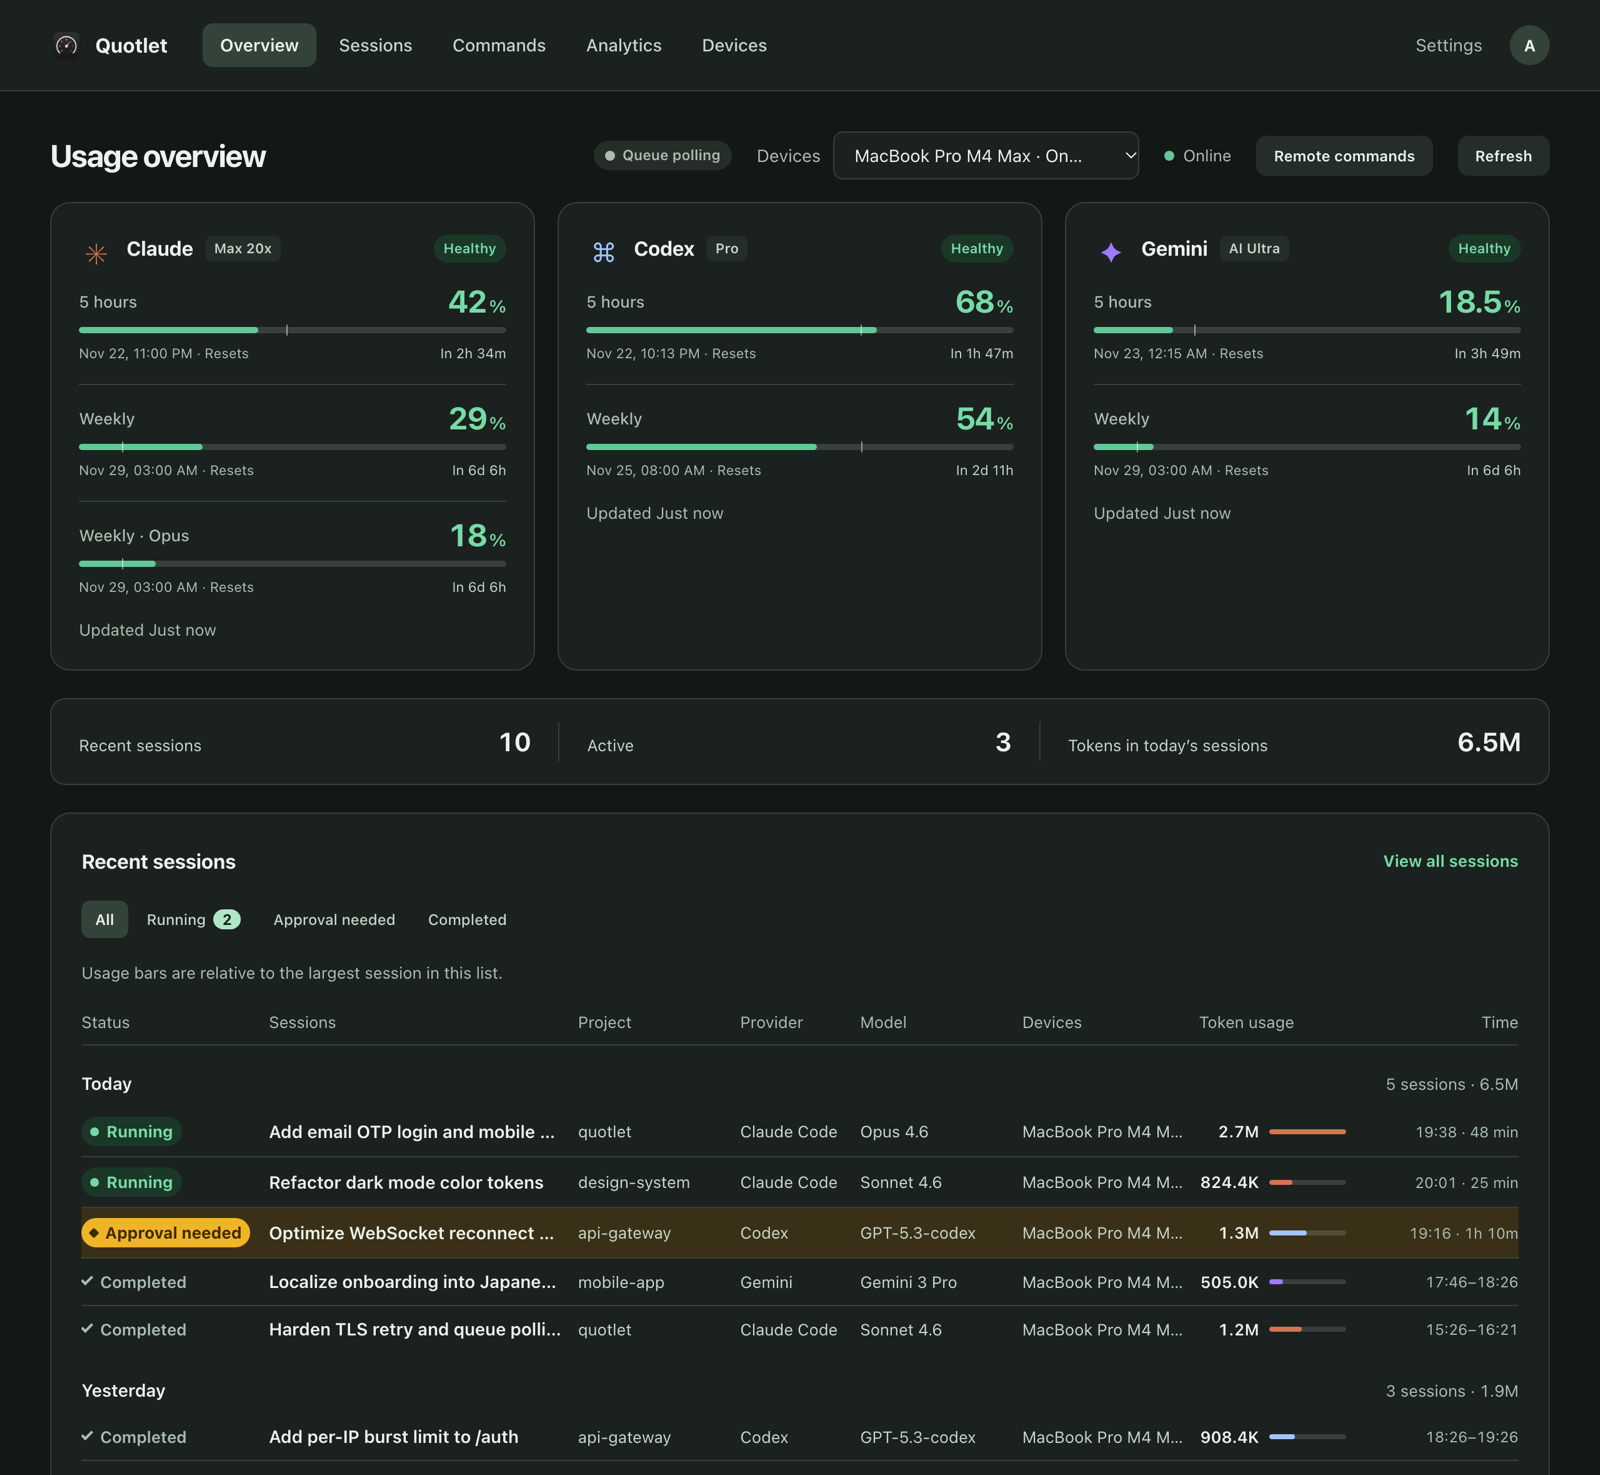 Quotlet Overview Sessions Commands Analytics Devices Settings A
Usage overview Queue polling Devices MacBook Pro M4 Max · On... Online Remote commands Refresh
Claude Max 20x Healthy
5 hours 42%
Nov 22, 11:00 PM · Resets In 2h 34m
Weekly 29%
Nov 29, 03:00 AM · Resets In 6d 6h
Weekly · Opus 18%
Nov 29, 03:00 AM · Resets In 6d 6h
Updated Just now
Codex Pro Healthy
5 hours 68%
Nov 22, 10:13 PM · Resets In 1h 47m
Weekly 54%
Nov 25, 08:00 AM · Resets In 2d 11h
Updated Just now
Gemini AI Ultra Healthy
5 hours 18.5%
Nov 23, 12:15 AM · Resets In 3h 49m
Weekly 14%
Nov 29, 03:00 AM · Resets In 6d 6h
Updated Just now
Recent sessions 10 Active 3 Tokens in today's sessions 6.5M
Recent sessions View all sessions
All Running 2 Approval needed Completed
Usage bars are relative to the largest session in this list.
Status Sessions Project Provider Model Devices Token usage Time
Today 5 sessions · 6.5M
Running Add email OTP login and mobile ... quotlet Claude Code Opus 4.6 MacBook Pro M4 M... 2.7M 19:38 · 48 min
Running Refactor dark mode color tokens design-system Claude Code Sonnet 4.6 MacBook Pro M4 M... 824.4K 20:01 · 25 min
Approval needed Optimize WebSocket reconnect ... api-gateway Codex GPT-5.3-codex MacBook Pro M4 M... 1.3M 19:16 · 1h 10m
Completed Localize onboarding into Japane... mobile-app Gemini Gemini 3 Pro MacBook Pro M4 M... 505.0K 17:46–18:26
Completed Harden TLS retry and queue polli... quotlet Claude Code Sonnet 4.6 MacBook Pro M4 M... 1.2M 15:26–16:21
Yesterday 3 sessions · 1.9M
Completed Add per-IP burst limit to /auth api-gateway Codex GPT-5.3-codex MacBook Pro M4 M... 908.4K 18:26–19:26